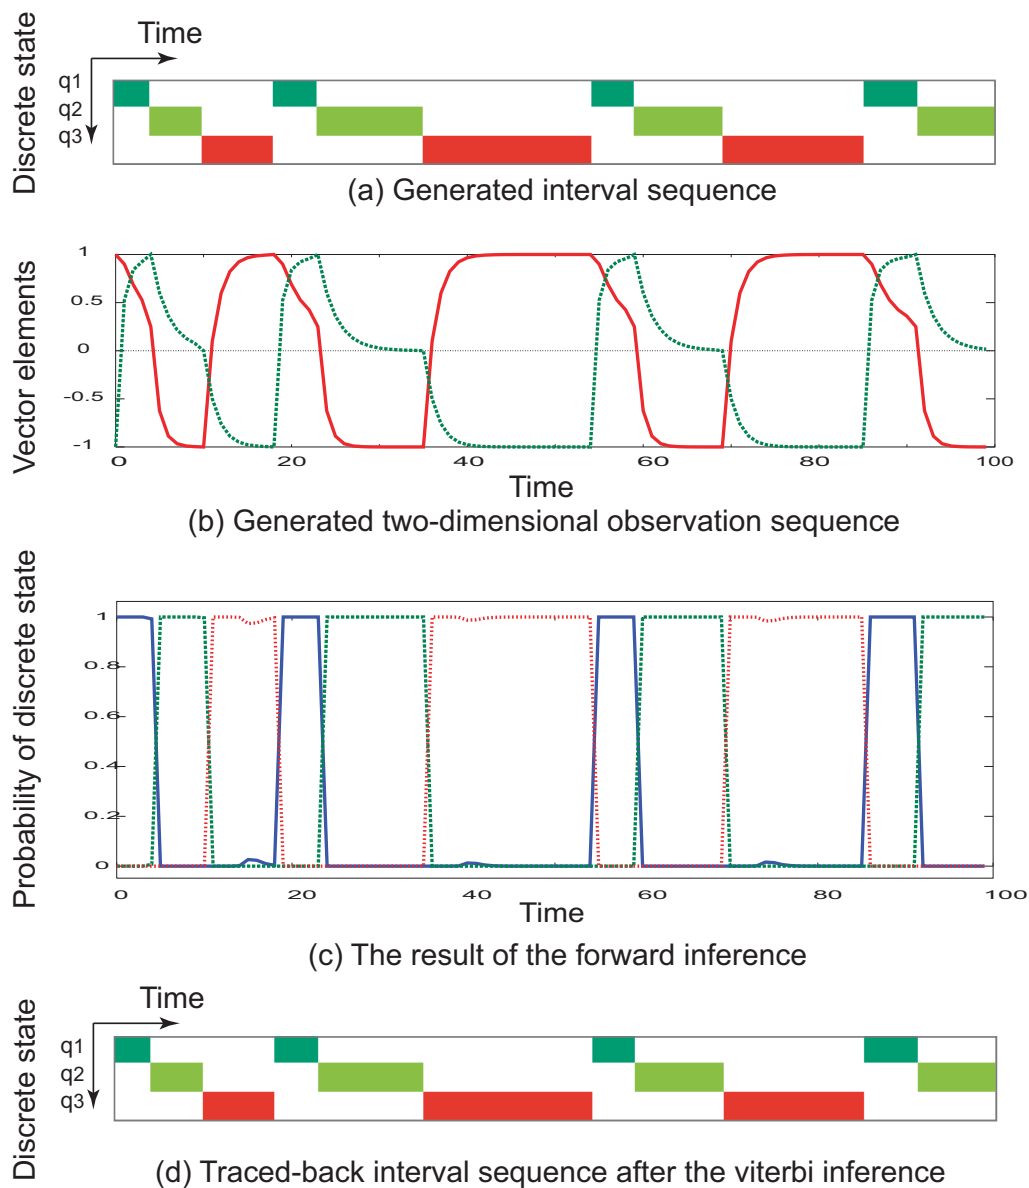 Time
Discrete state
q1
q2
q3
(a) Generated interval sequence
Vector elements
1
0.5
0
-0.5
-1
0 20 40 60 80 100
Time
(b) Generated two-dimensional observation sequence
Probability of discrete state
1
0.8
0.6
0.4
0.2
0
0 20 40 60 80 100
Time
(c) The result of the forward inference
Time
Discrete state
q1
q2
q3
(d) Traced-back interval sequence after the viterbi inference